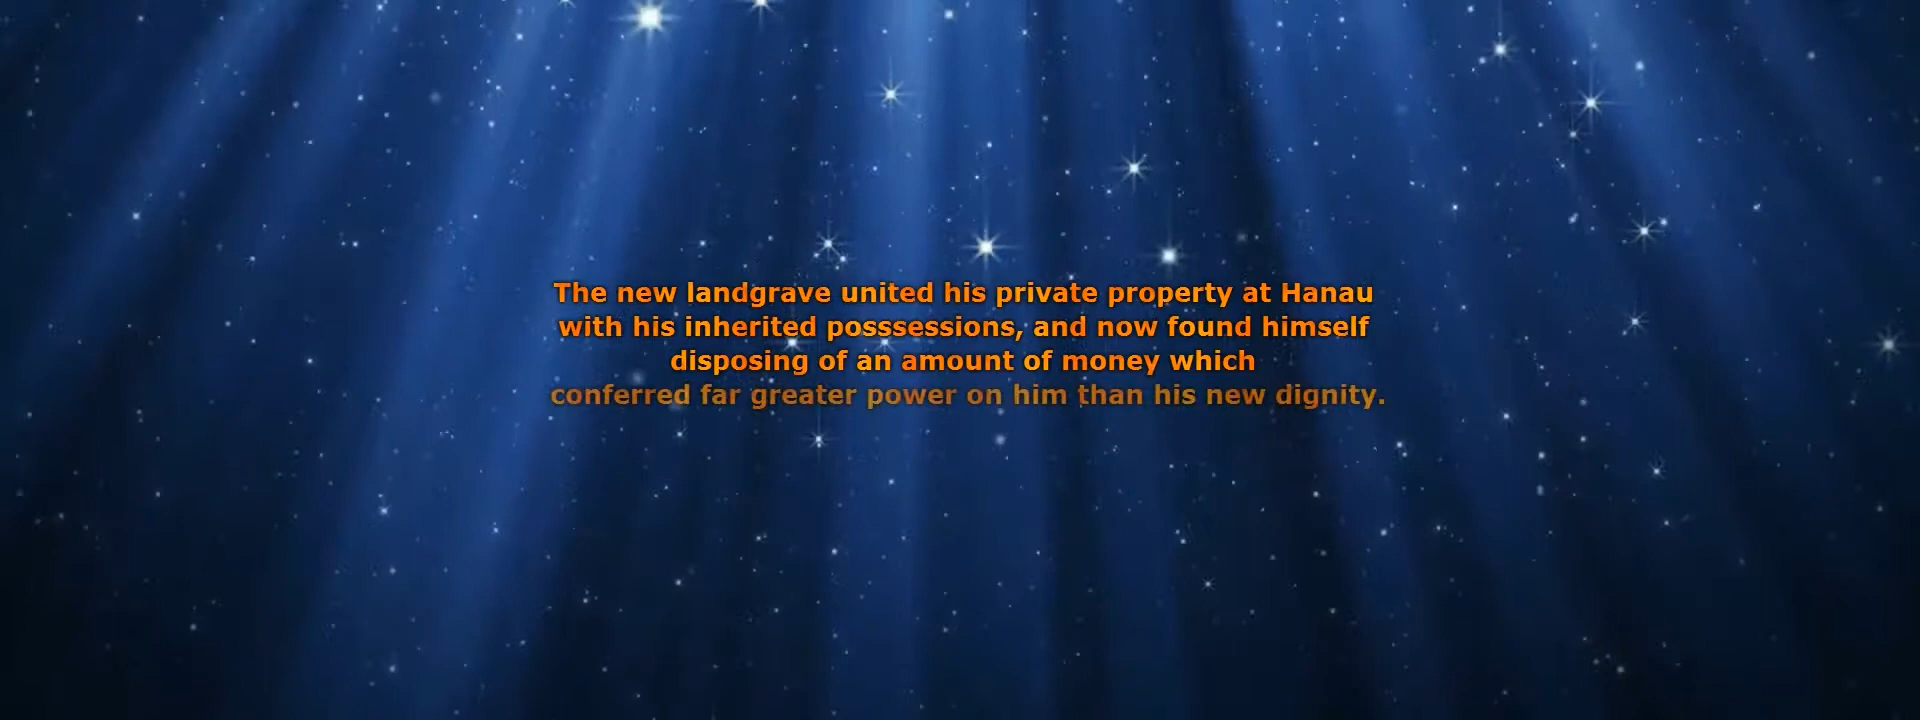 The new landgrave united his private property at Hanau
with his inherited posssessions, and now found himself
disposing of an amount of money which
conferred far greater power on him than his new dignity.